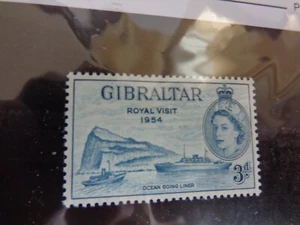 GIBRALTAR
ROYAL VISIT
1954
OCEAN GOING LINER
3d
P